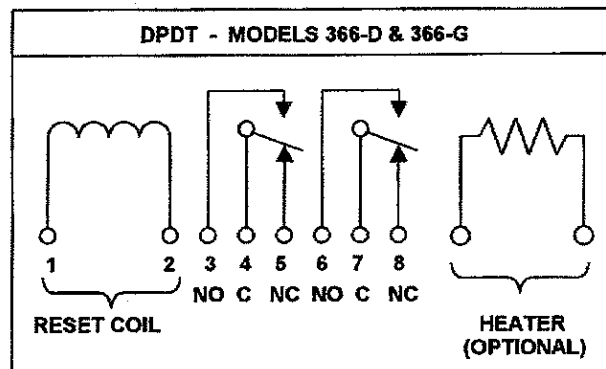 DPDT - MODELS 366-D & 366-G
1 2 3 4 5 6 7 8
NO C NC NO C NC
RESET COIL
HEATER
(OPTIONAL)